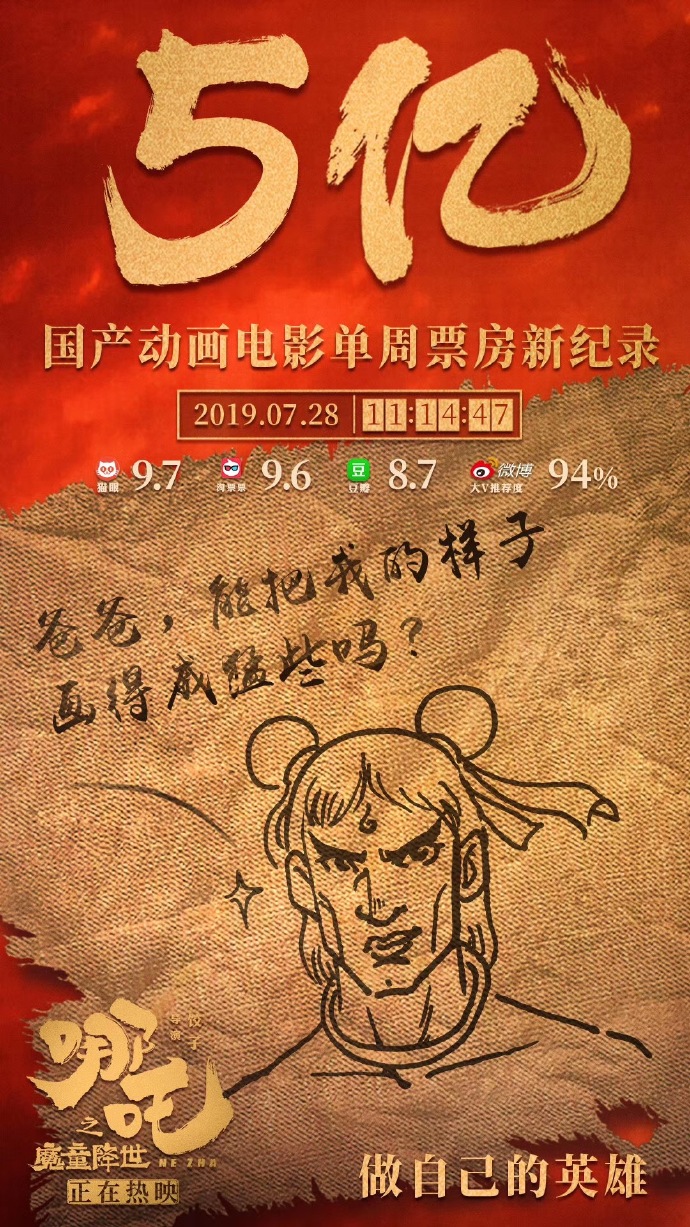 5亿
国产动画电影单周票房新纪录
2019.07.28 11:14:47
猫眼 9.7 淘票票 9.6 豆 豆瓣 8.7 微博 大V推荐度 94%
爸爸，能把我的样子
画得威猛些吗？
导演 饺子
哪吒
之
魔童降世 NE ZHA
正在热映
做自己的英雄